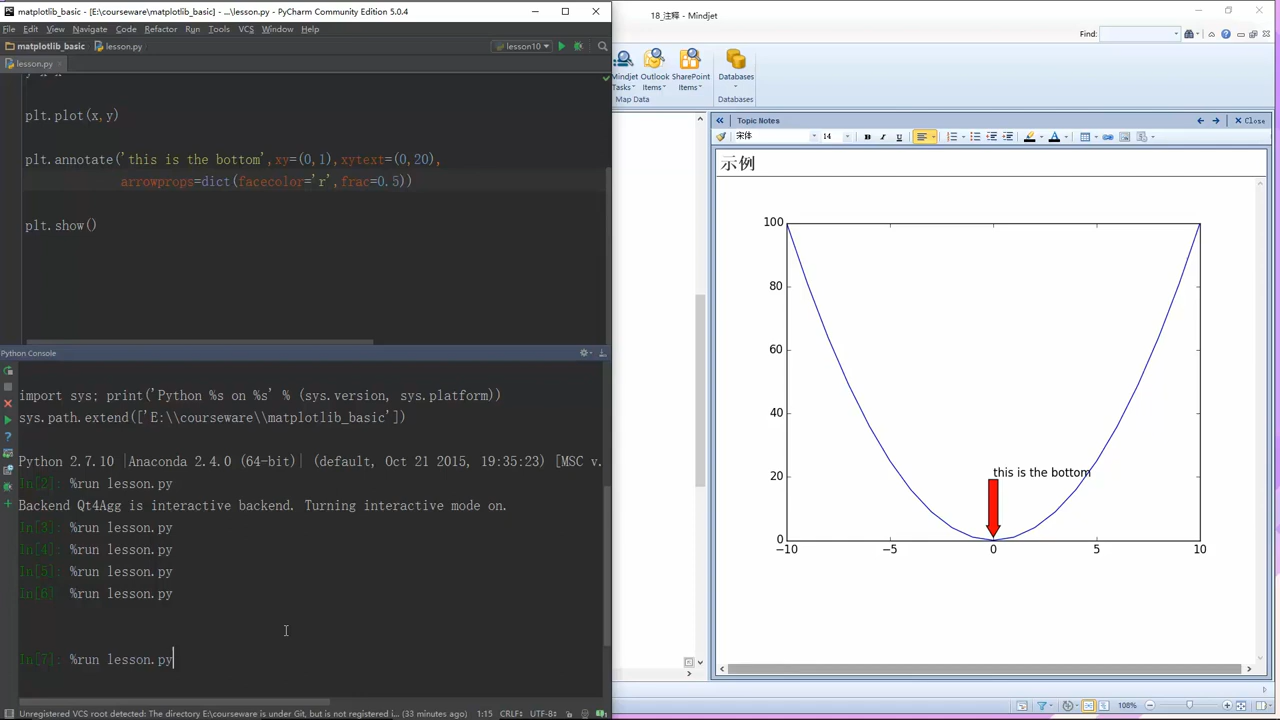 matplotlib_basic - [E:\courseware\matplotlib_basic] - ...\lesson.py - PyCharm Community Edition 5.0.4
File Edit View Navigate Code Refactor Run Tools VCS Window Help
matplotlib_basic lesson.py lesson10
lesson.py
plt.plot(x,y)
plt.annotate('this is the bottom',xy=(0,1),xytext=(0,20),
arrowprops=dict(facecolor='r',frac=0.5))
plt.show()
Python Console
import sys; print('Python %s on %s' % (sys.version, sys.platform))
sys.path.extend(['E:\\courseware\\matplotlib_basic'])
Python 2.7.10 |Anaconda 2.4.0 (64-bit)| (default, Oct 21 2015, 19:35:23) [MSC v.
In[2]: %run lesson.py
Backend Qt4Agg is interactive backend. Turning interactive mode on.
In[3]: %run lesson.py
In[4]: %run lesson.py
In[5]: %run lesson.py
In[6]: %run lesson.py
In[7]: %run lesson.py
Unregistered VCS root detected: The directory E:\courseware is under Git, but is not registered i... (33 minutes ago) 1:15 CRLF÷ UTF-8÷
18_注释 - Mindjet
Find:
Mindjet Tasks Outlook Items SharePoint Items Databases
Map Data Databases
Topic Notes Close
宋体 14 B I U
示例
100
80
60
40
20
0
this is the bottom
−10 −5 0 5 10
108%